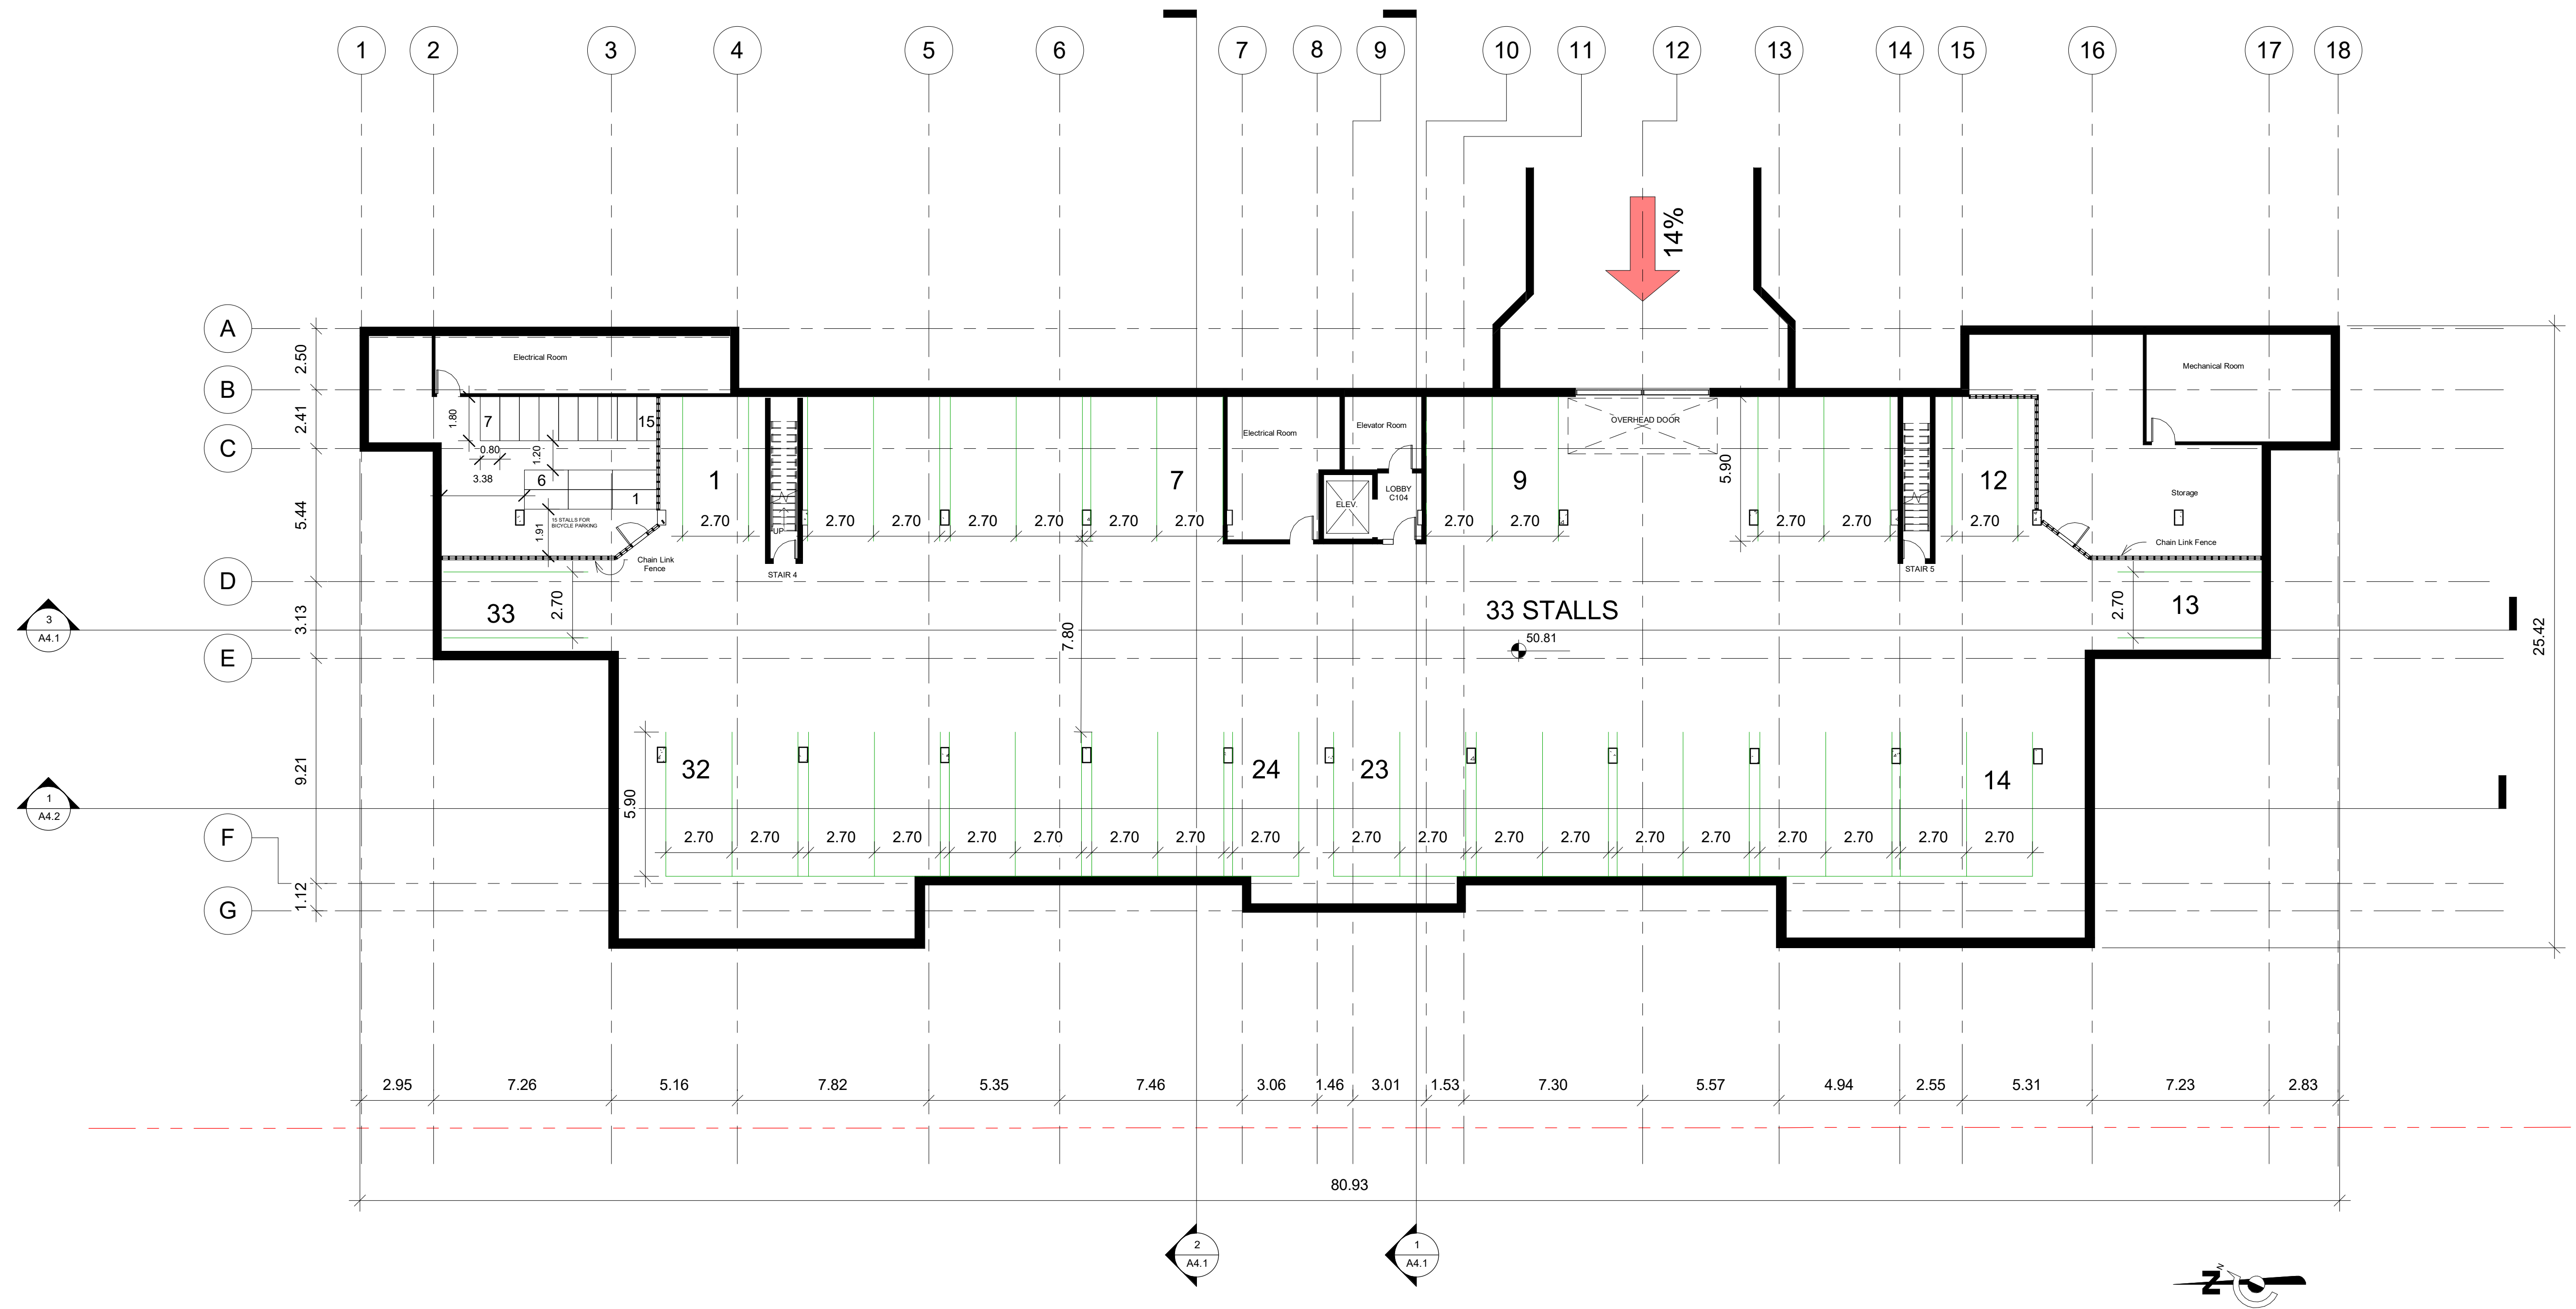 1 2 3 4 5 6 7 8 9 10 11 12 13 14 15 16 17 18
14%
A
Electrical Room
2.50
Mechanical Room
B
2.41
1.80
7
15
OVERHEAD DOOR
Electrical Room
Elevator Room
C
0.80
1.20
3.38
6
1
1
7
9
5.90
12
Storage
LOBBY
C104
ELEV.
5.44
15 STALLS FOR
BICYCLE PARKING
1.91
2.70 2.70 2.70 2.70 2.70 2.70 2.70 2.70 2.70 2.70 2.70 2.70
UP
Chain Link Fence
Chain Link
Fence
STAIR 4
STAIR 5
D
33
2.70
33 STALLS
2.70
13
3
A4.1
3.13
7.80
50.81
25.42
E
32
24
23
14
9.21
5.90
1
A4.2
F
2.70 2.70 2.70 2.70 2.70 2.70 2.70 2.70 2.70 2.70 2.70 2.70 2.70 2.70 2.70 2.70 2.70 2.70 2.70
1.12
G
2.95 7.26 5.16 7.82 5.35 7.46 3.06 1.46 3.01 1.53 7.30 5.57 4.94 2.55 5.31 7.23 2.83
80.93
2
A4.1
1
A4.1
N
N